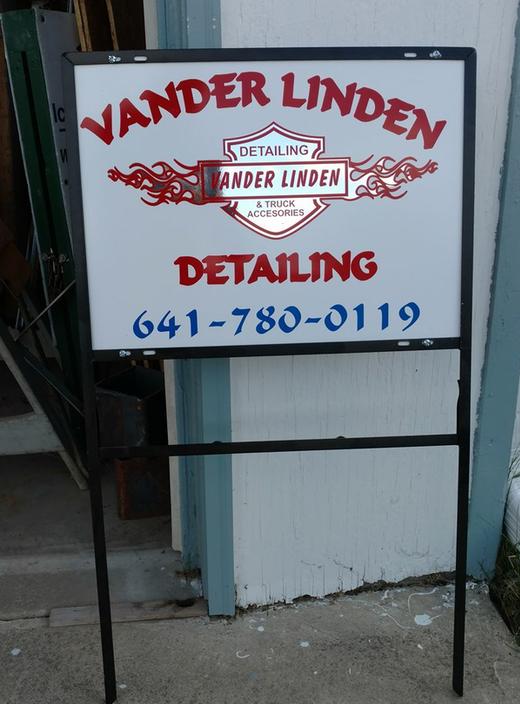 VANDER LINDEN
DETAILING
VANDER LINDEN
& TRUCK
ACCESORIES
DETAILING
641-780-0119